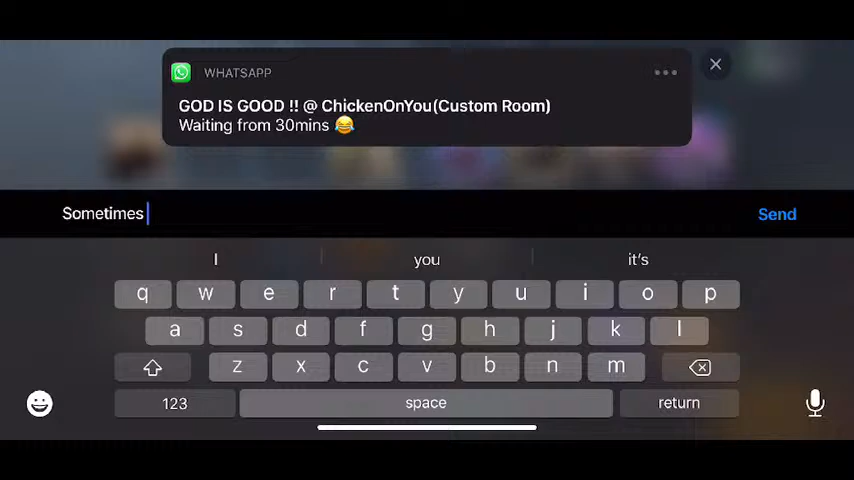 WHATSAPP
GOD IS GOOD !! @ ChickenOnYou(Custom Room)
Waiting from 30mins 😂
Sometimes
Send
I you it's
q w e r t y u i o p
a s d f g h j k l
z x c v b n m
123 space return